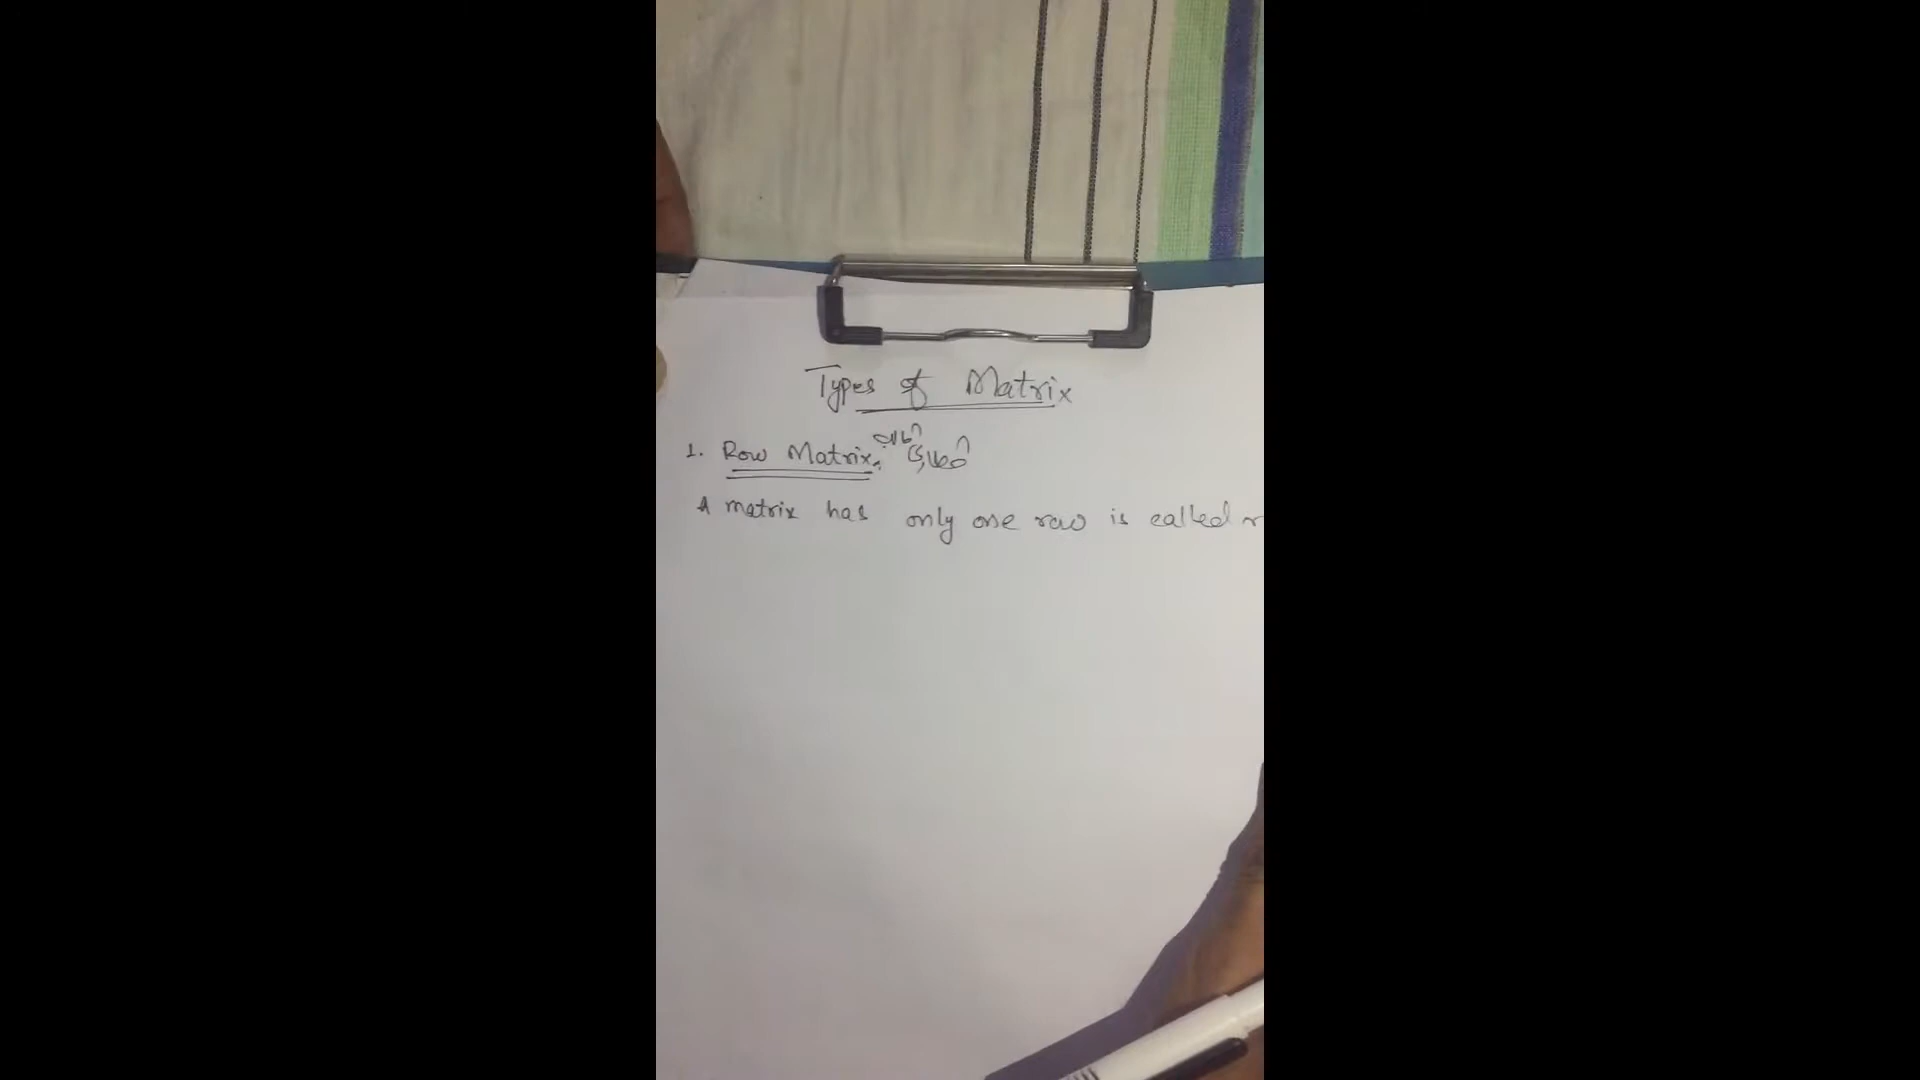 Types of Matrix
1. Row Matrix
A matrix has only one row is called r